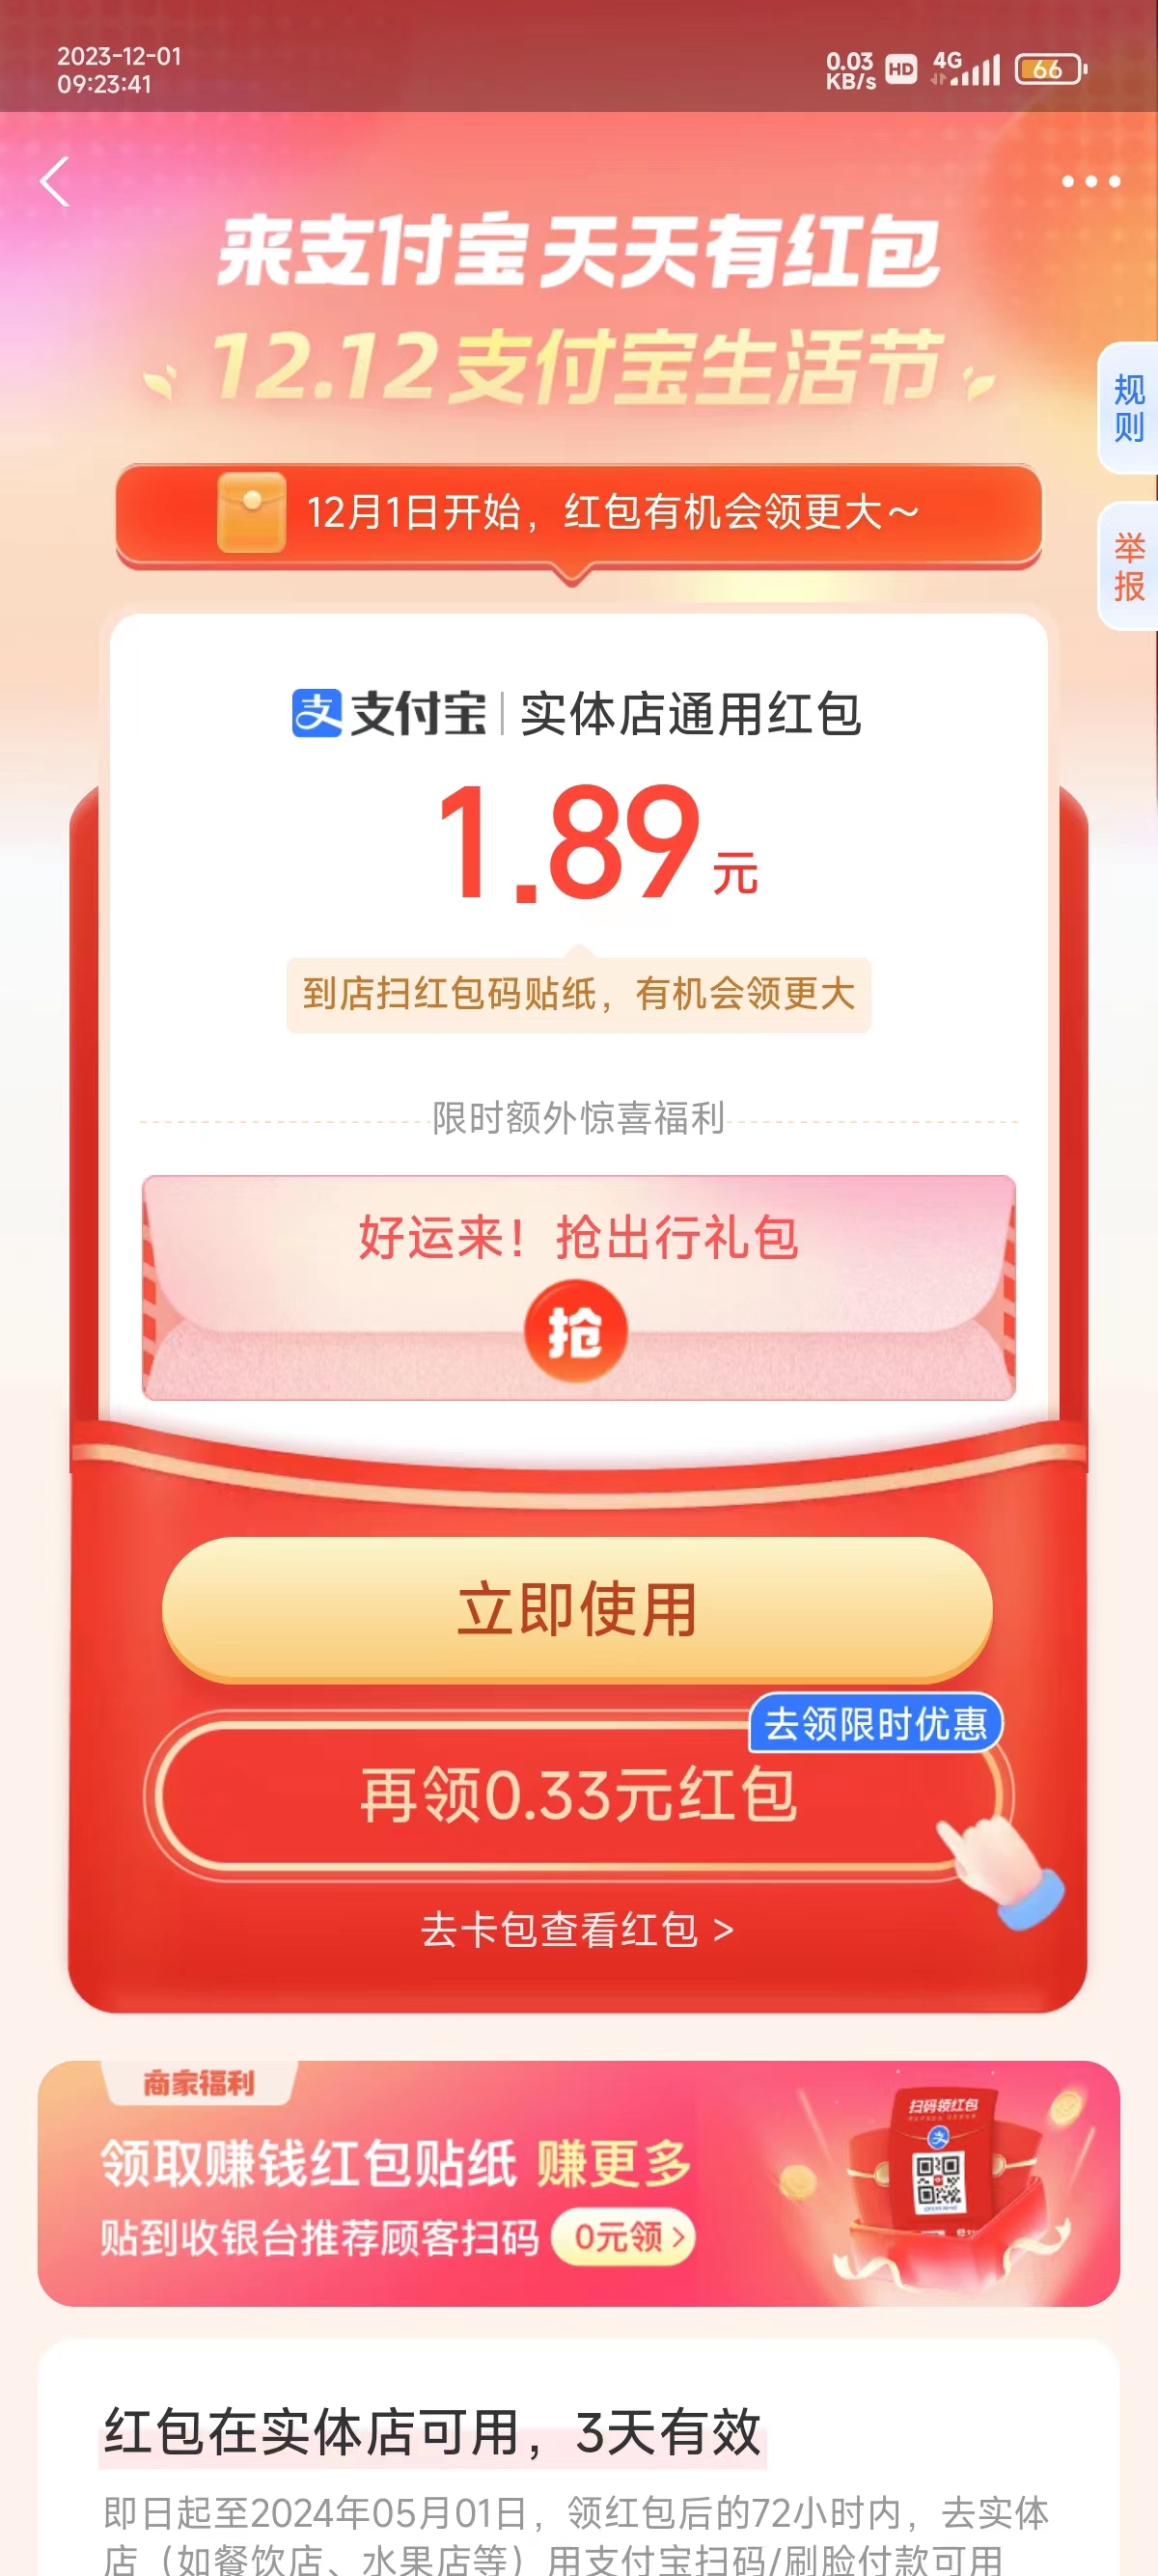 2023-12-01
09:23:41
0.03
KB/s
HD
4G
66
来支付宝天天有红包
12.12支付宝生活节
规则
举报
12月1日开始，红包有机会领更大～
支 支付宝 | 实体店通用红包
1.89元
到店扫红包码贴纸，有机会领更大
限时额外惊喜福利
好运来！抢出行礼包
抢
立即使用
去领限时优惠
再领0.33元红包
去卡包查看红包 >
商家福利
扫码领红包
支
领取赚钱红包贴纸 赚更多
贴到收银台推荐顾客扫码 0元领 >
红包在实体店可用，3天有效
即日起至2024年05月01日，领红包后的72小时内，去实体
店（如餐饮店、水果店等）用支付宝扫码/刷脸付款可用